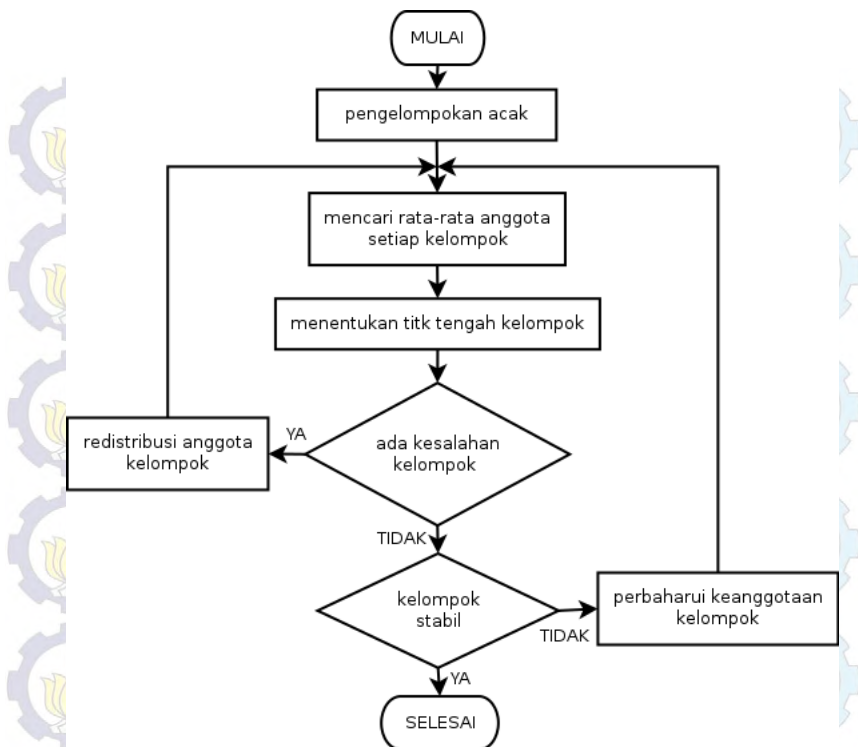 MULAI
pengelompokan acak
mencari rata-rata anggota
setiap kelompok
menentukan titk tengah kelompok
ada kesalahan
kelompok
YA
redistribusi anggota
kelompok
TIDAK
kelompok
stabil
TIDAK
perbaharui keanggotaan
kelompok
YA
SELESAI